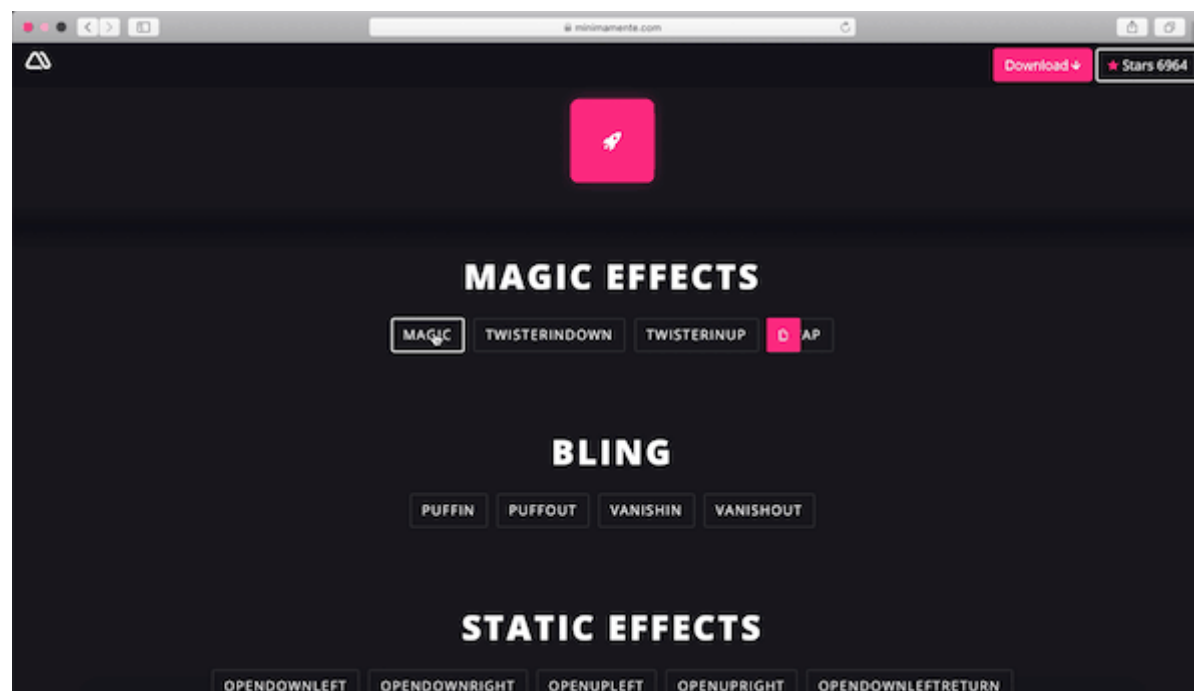 minimamente.com
Download
Stars 6964
MAGIC EFFECTS
MAGIC TWISTERINDOWN TWISTERINUP AP
BLING
PUFFIN PUFFOUT VANISHIN VANISHOUT
STATIC EFFECTS
OPENDOWNLEFT OPENDOWNRIGHT OPENUPLEFT OPENUPRIGHT OPENDOWNLEFTRETURN